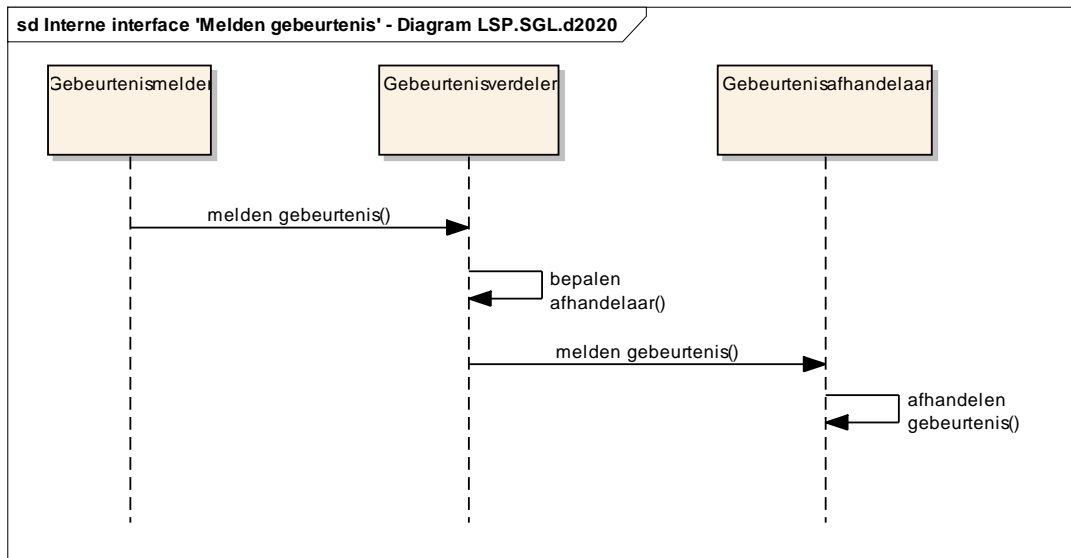 sd Interne interface 'Melden gebeurtenis' - Diagram LSP.SGL.d2020
Gebeurtenismelder
Gebeurtenisverdeler
Gebeurtenisafhandelaar
melden gebeurtenis()
bepalen
afhandelaar()
melden gebeurtenis()
afhandelen
gebeurtenis()